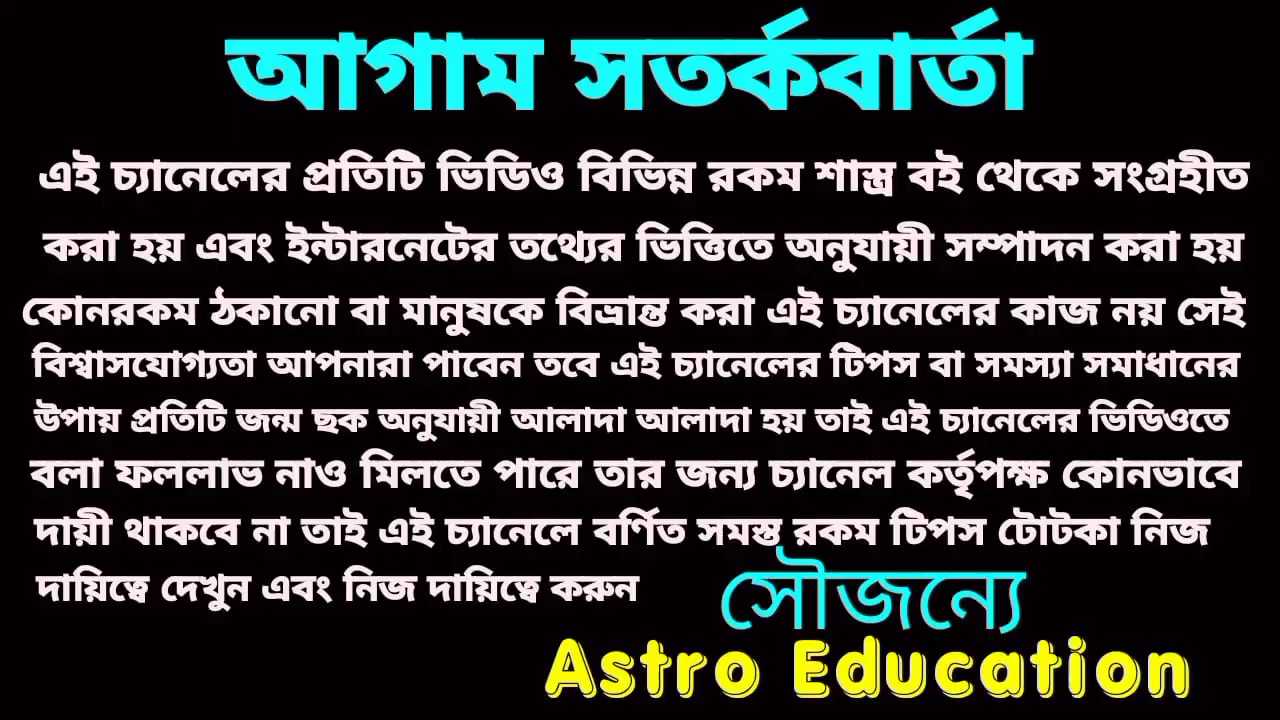 আগাম সতর্কবার্তা
এই চ্যানেলের প্রতিটি ভিডিও বিভিন্ন রকম শাস্ত্র বই থেকে সংগ্রহীত
করা হয় এবং ইন্টারনেটের তথ্যের ভিত্তিতে অনুযায়ী সম্পাদন করা হয়
কোনরকম ঠকানো বা মানুষকে বিভ্রান্ত করা এই চ্যানেলের কাজ নয় সেই
বিশ্বাসযোগ্যতা আপনারা পাবেন তবে এই চ্যানেলের টিপস বা সমস্যা সমাধানের
উপায় প্রতিটি জন্ম ছক অনুযায়ী আলাদা আলাদা হয় তাই এই চ্যানেলের ভিডিওতে
বলা ফললাভ নাও মিলতে পারে তার জন্য চ্যানেল কর্তৃপক্ষ কোনভাবে
দায়ী থাকবে না তাই এই চ্যানেলে বর্ণিত সমস্ত রকম টিপস টোটকা নিজ
দায়িত্বে দেখুন এবং নিজ দায়িত্বে করুন
সৌজন্যে
Astro Education